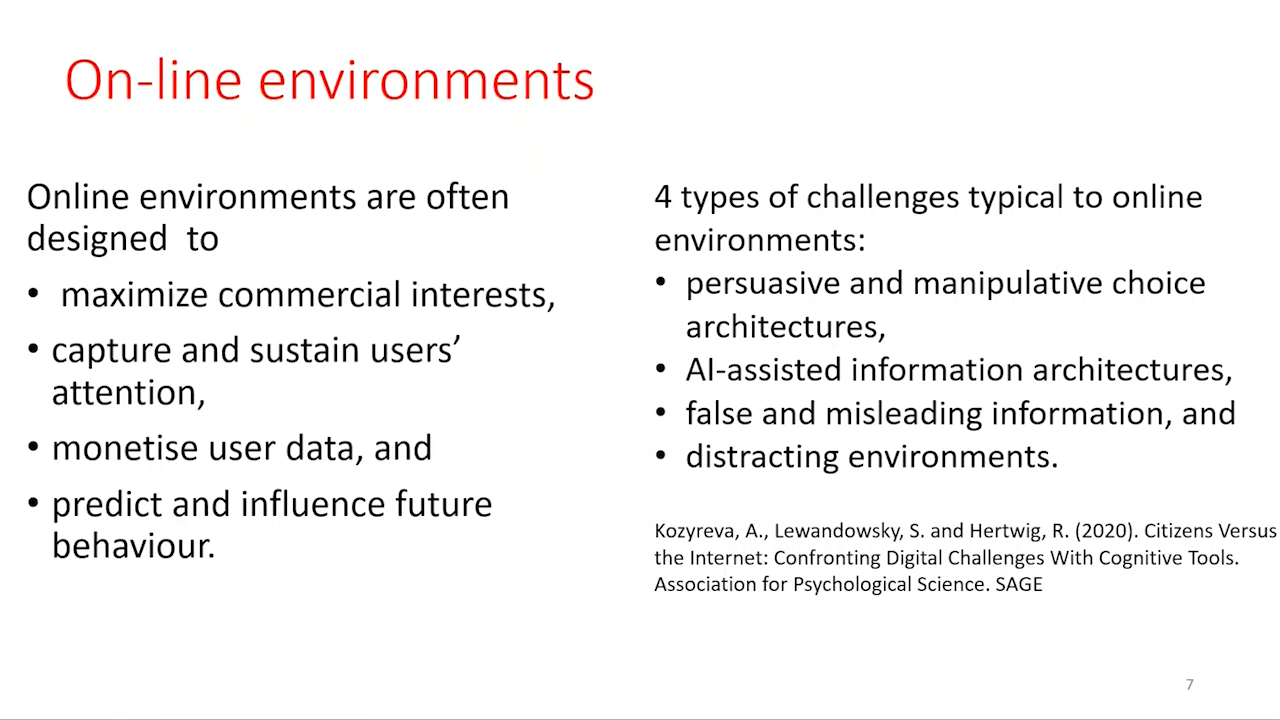 On-line environments
Online environments are often
designed  to
• maximize commercial interests,
• capture and sustain users’
attention,
• monetise user data, and
• predict and influence future
behaviour.
4 types of challenges typical to online
environments:
• persuasive and manipulative choice
architectures,
• AI-assisted information architectures,
• false and misleading information, and
• distracting environments.
Kozyreva, A., Lewandowsky, S. and Hertwig, R. (2020). Citizens Versus
the Internet: Confronting Digital Challenges With Cognitive Tools.
Association for Psychological Science. SAGE
7